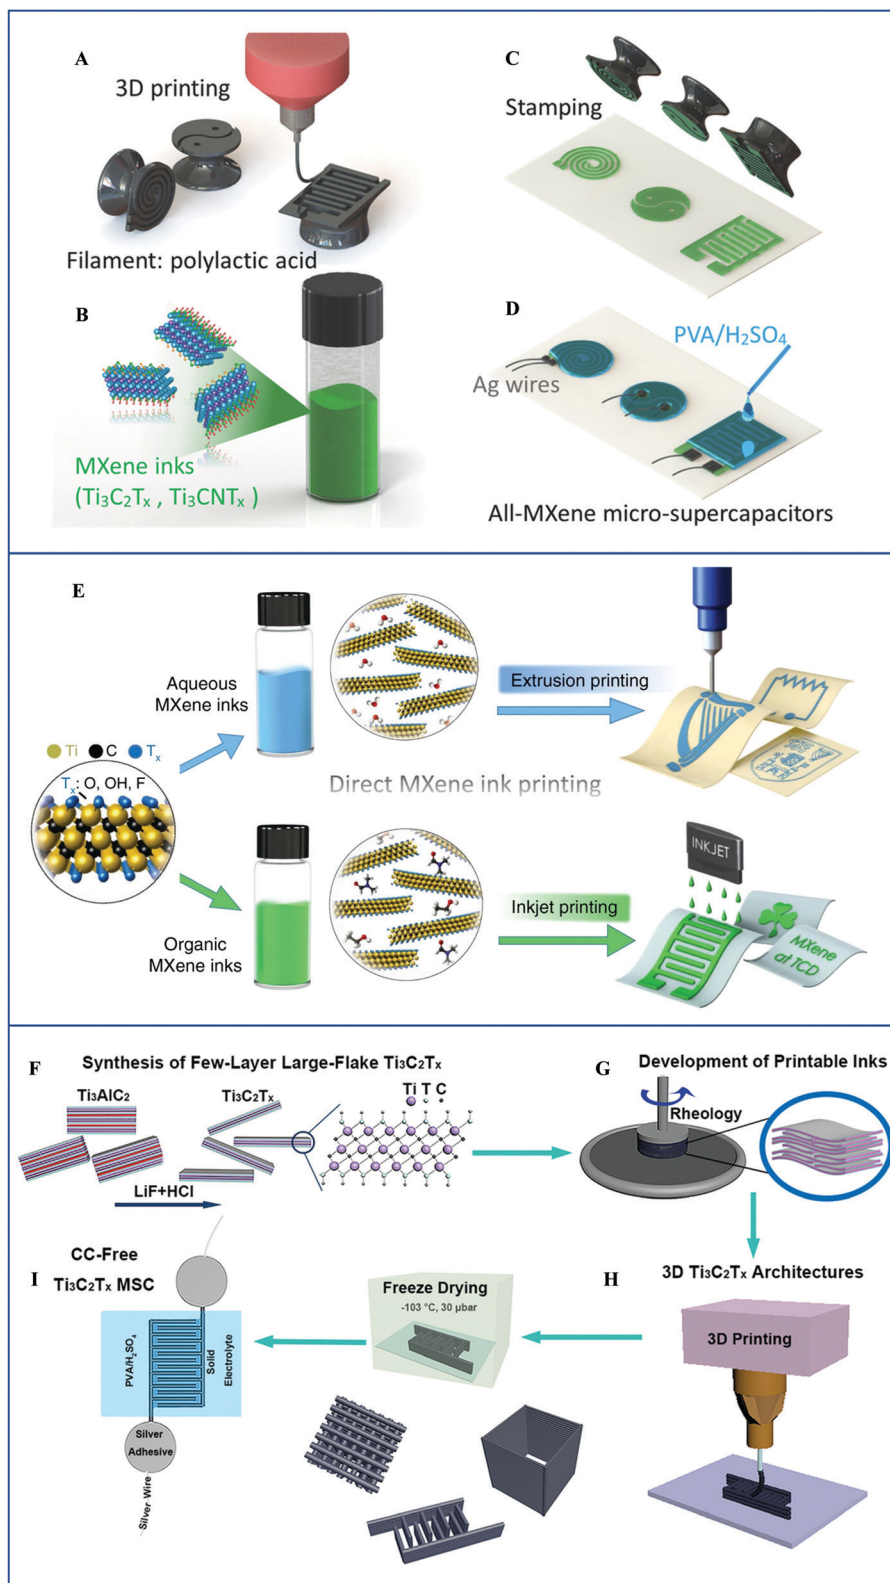 A
3D printing
Filament: polylactic acid
B
MXene inks
(Ti₃C₂Tₓ , Ti₃CNTₓ )
C
Stamping
D
PVA/H₂SO₄
Ag wires
All-MXene micro-supercapacitors
E
Aqueous
MXene inks
Extrusion printing
Ti C Tₓ
Tₓ: O, OH, F
Direct MXene ink printing
INKJET
Organic
MXene inks
Inkjet printing
MXene
at TCD
F
Synthesis of Few-Layer Large-Flake Ti₃C₂Tₓ
Ti₃AlC₂
Ti₃C₂Tₓ
Ti T C
LiF+HCl
G
Development of Printable Inks
Rheology
H
3D Ti₃C₂Tₓ Architectures
3D Printing
Freeze Drying
-103 °C, 30 µbar
I
CC-Free
Ti₃C₂Tₓ MSC
PVA/H₂SO₄
Solid
Electrolyte
Silver
Adhesive
Silver Wire